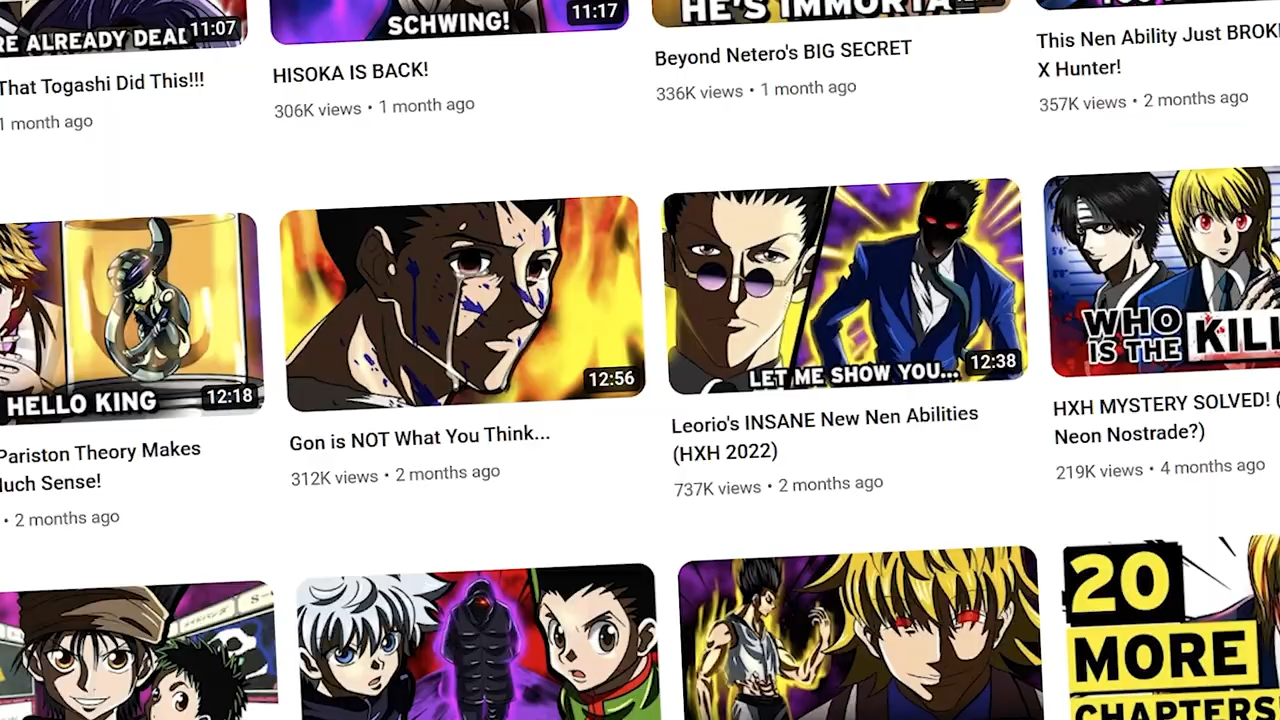 RE ALREADY DEAD
11:07
SCHWING!
11:17
HE'S IMMORTA
That Togashi Did This!!!
1 month ago
HISOKA IS BACK!
306K views • 1 month ago
Beyond Netero's BIG SECRET
336K views • 1 month ago
This Nen Ability Just BROK
X Hunter!
357K views • 2 months ago
HELLO KING
12:18
12:56
LET ME SHOW YOU...
12:38
WHO
IS THE KILL
Pariston Theory Makes
uch Sense!
• 2 months ago
Gon is NOT What You Think...
312K views • 2 months ago
Leorio's INSANE New Nen Abilities
(HXH 2022)
737K views • 2 months ago
HXH MYSTERY SOLVED! (
Neon Nostrade?)
219K views • 4 months ago
20
MORE
CHAPTERS